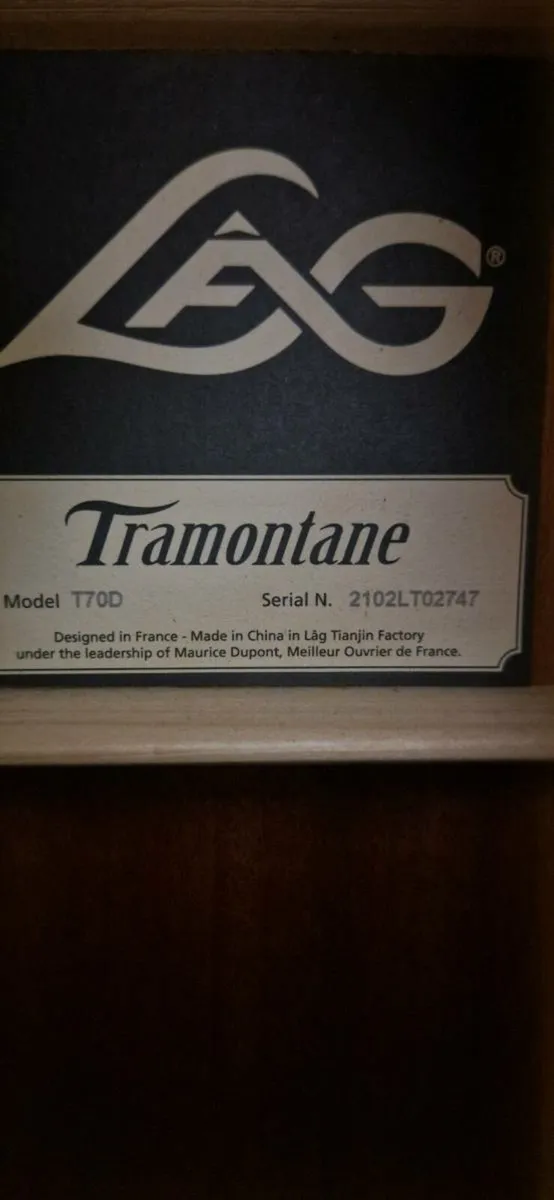 LÂG®
Tramontane
Model T70D Serial N. 2102LT02747
Designed in France - Made in China in Lâg Tianjin Factory
under the leadership of Maurice Dupont, Meilleur Ouvrier de France.